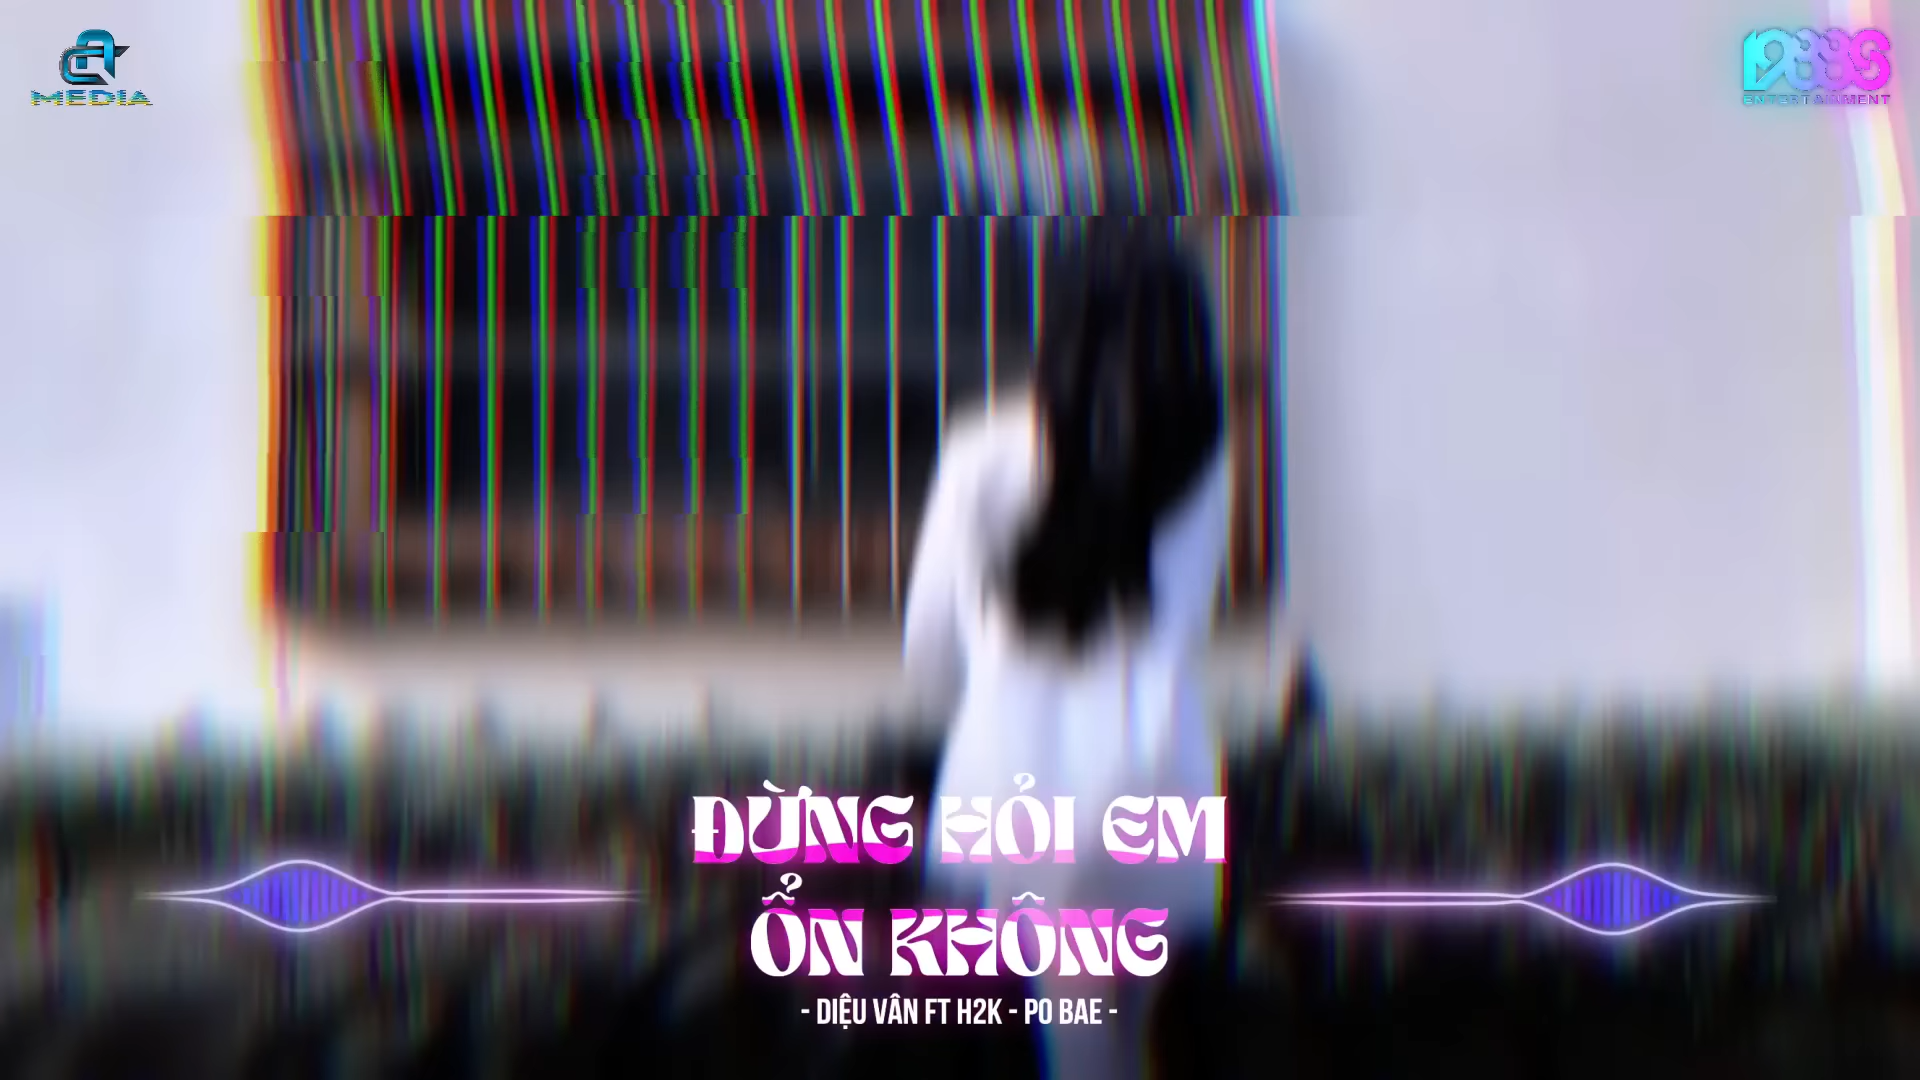 MEDIA
1988S
ENTERTAINMENT
ĐỪNG HỎI EM
ỔN KHÔNG
- DIỆU VÂN FT H2K - PO BAE -